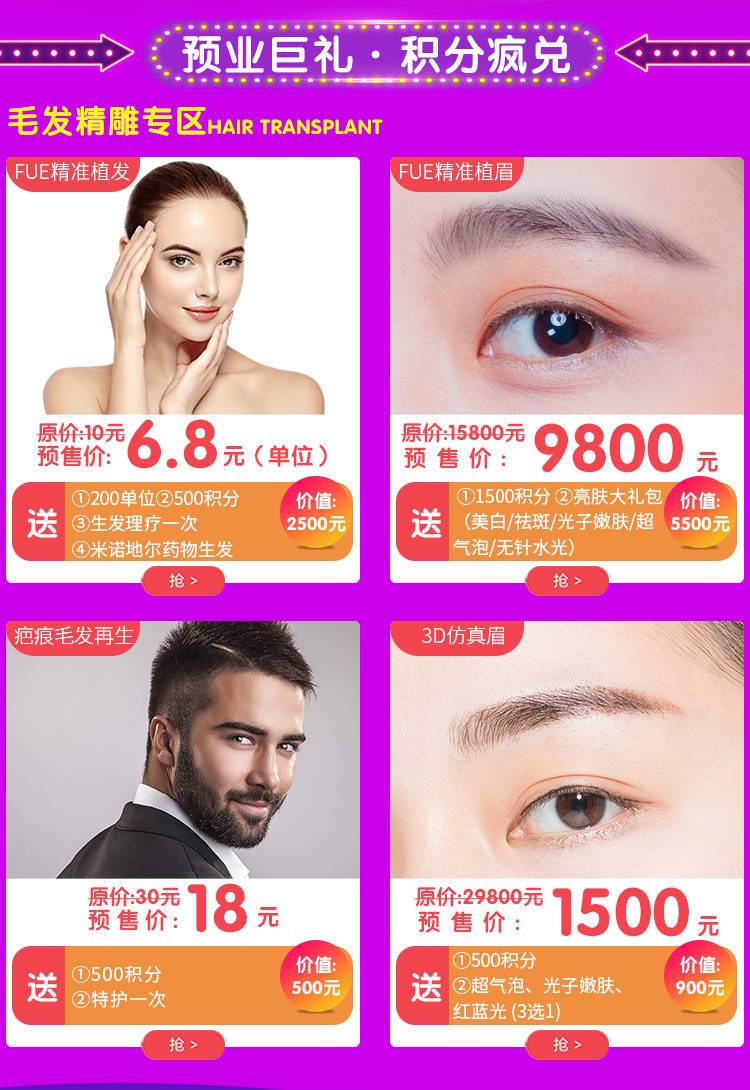 预业巨礼·积分疯兑
毛发精雕专区HAIR TRANSPLANT
FUE精准植发
原价:10元
预售价: 6.8元（单位）
送
①200单位②500积分
③生发理疗一次
④米诺地尔药物生发
价值:
2500元
抢 >
FUE精准植眉
原价:15800元
预售价: 9800元
送
①1500积分 ②亮肤大礼包
（美白/祛斑/光子嫩肤/超
气泡/无针水光）
价值:
5500元
抢 >
疤痕毛发再生
原价:30元
预售价: 18元
送
①500积分
②特护一次
价值:
500元
抢 >
3D仿真眉
原价:29800元
预售价: 1500元
送
①500积分
②超气泡、光子嫩肤、
红蓝光 (3选1)
价值:
900元
抢 >